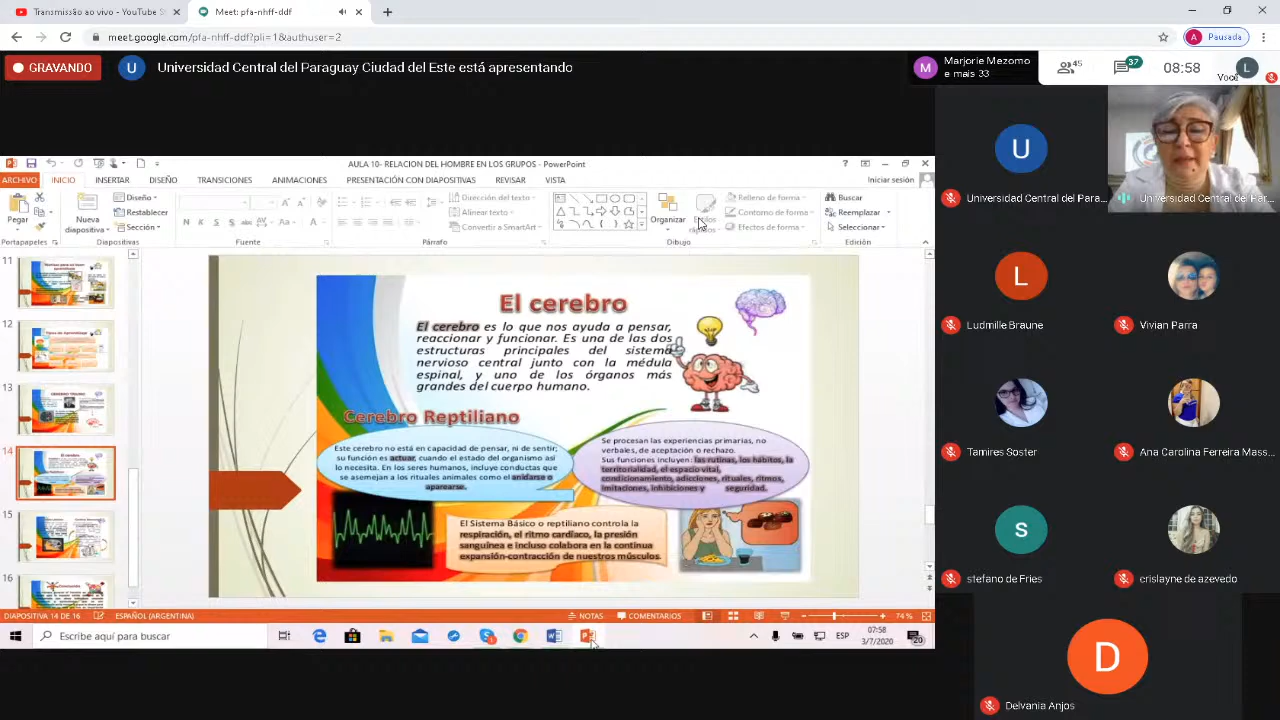 Transmissão ao vivo - YouTube S
Meet: pfa-nhff-ddf
meet.google.com/pfa-nhff-ddf?pli=1&authuser=2
A
Pausada
GRAVANDO
U
Universidad Central del Paraguay Ciudad del Este está apresentando
M
Marjorie Mezomo
e mais 33
45
37
08:58
Você
L
AULA 10- RELACION DEL HOMBRE EN LOS GRUPOS - PowerPoint
ARCHIVO
INICIO
INSERTAR
DISEÑO
TRANSICIONES
ANIMACIONES
PRESENTACIÓN CON DIAPOSITIVAS
REVISAR
VISTA
Iniciar sesión
Pegar
Nueva
diapositiva
Diseño
Restablecer
Sección
N K S S abc AV Aa A
Dirección del texto
Alinear texto
Convertir a SmartArt
Organizar
Estilos
rápidos
Relleno de forma
Contorno de forma
Efectos de forma
Buscar
Reemplazar
Seleccionar
Portapapeles
Diapositivas
Fuente
Párrafo
Dibujo
Edición
11
12
13
14
15
16
El cerebro
El cerebro es lo que nos ayuda a pensar,
reaccionar y funcionar. Es una de las dos
estructuras principales del sistema
nervioso central junto con la médula
espinal, y uno de los órganos más
grandes del cuerpo humano.
Cerebro Reptiliano
Este cerebro no está en capacidad de pensar, ni de sentir;
su función es actuar, cuando el estado del organismo así
lo necesita. En los seres humanos, incluye conductas que
se asemejan a los rituales animales como el anidarse o
aparearse.
Se procesan las experiencias primarias, no
verbales, de aceptación o rechazo.
Sus funciones incluyen: las rutinas, los hábitos, la
territorialidad, el espacio vital,
condicionamiento, adicciones, rituales, ritmos,
imitaciones, inhibiciones y seguridad.
El Sistema Básico o reptiliano controla la
respiración, el ritmo cardíaco, la presión
sanguínea e incluso colabora en la continua
expansión-contracción de nuestros músculos.
DIAPOSITIVA 14 DE 16
ESPAÑOL (ARGENTINA)
NOTAS
COMENTARIOS
74 %
Escribe aquí para buscar
ESP
07:58
3/7/2020
20
U
Universidad Central del Para...
Universidad Central del Par...
L
Ludmille Braune
Vivian Parra
Tamires Soster
Ana Carolina Ferreira Mass...
S
stefano de Fries
crislayne de azevedo
D
Delvania Anjos